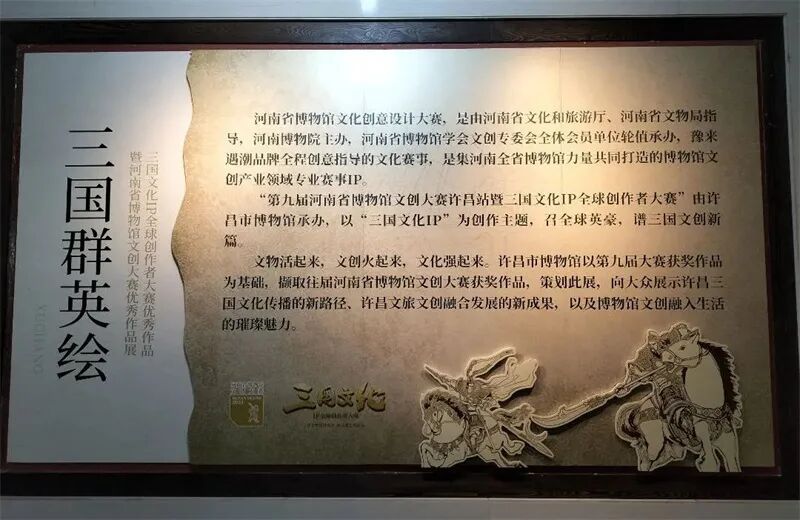 三国群英绘
三国文化IP全球创作者大赛优秀作品
暨河南省博物馆文创大赛优秀作品展
河南省博物馆文化创意设计大赛，是由河南省文化和旅游厅、河南省文物局指
导，河南博物院主办，河南省博物馆学会文创专委会全体会员单位轮值承办，豫来
遇潮品牌全程创意指导的文化赛事，是集河南全省博物馆力量共同打造的博物馆文
创产业领域专业赛事IP。
“第九届河南省博物馆文创大赛许昌站暨三国文化IP全球创作者大赛”由许
昌市博物馆承办，以“三国文化IP”为创作主题，召全球英豪，谱三国文创新
篇。
文物活起来，文创火起来，文化强起来。许昌市博物馆以第九届大赛获奖作品
为基础，撷取往届河南省博物馆文创大赛获奖作品，策划此展，向大众展示许昌三
国文化传播的新路径、许昌文旅文创融合发展的新成果，以及博物馆文创融入生活
的璀璨魅力。
三国文化